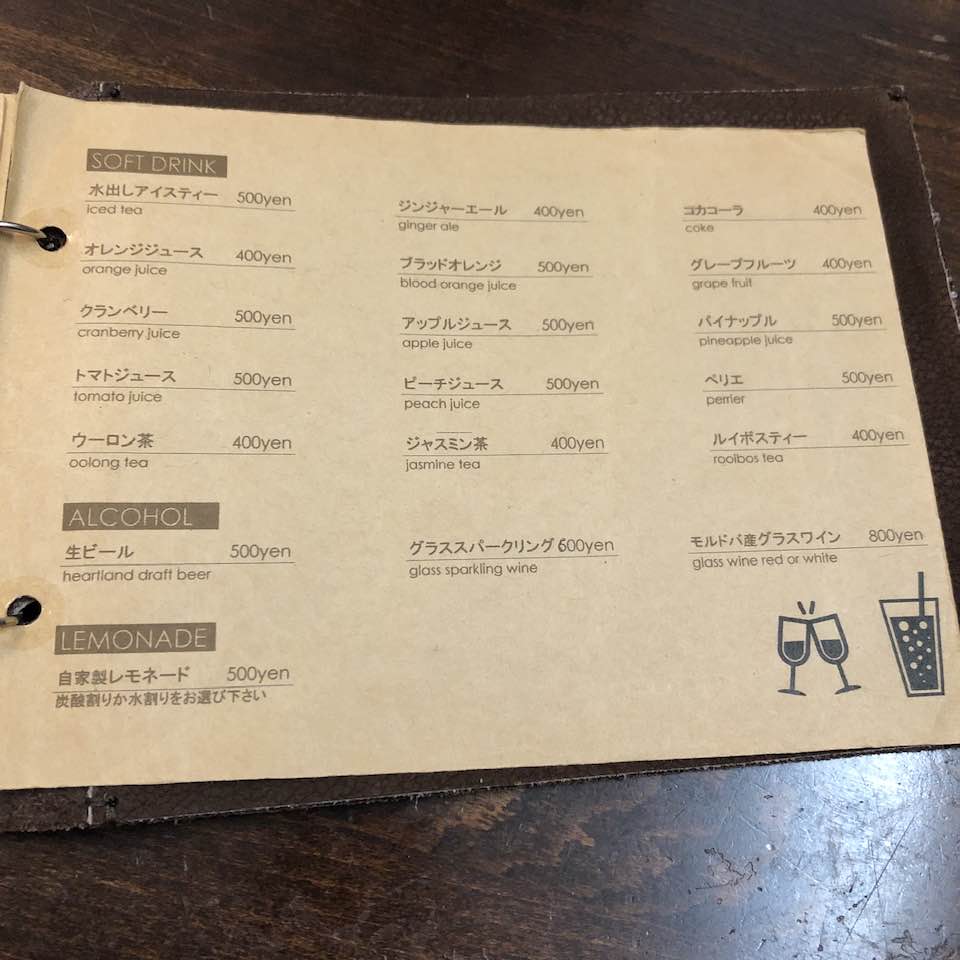 SOFT DRINK
水出しアイスティー 500yen
iced tea
ジンジャーエール 400yen
ginger ale
コカコーラ 400yen
coke
オレンジジュース 400yen
orange juice
ブラッドオレンジ 500yen
blood orange juice
グレープフルーツ 400yen
grape fruit
クランベリー 500yen
cranberry juice
アップルジュース 500yen
apple juice
パイナップル 500yen
pineapple juice
トマトジュース 500yen
tomato juice
ピーチジュース 500yen
peach juice
ペリエ 500yen
perrier
ウーロン茶 400yen
oolong tea
ジャスミン茶 400yen
jasmine tea
ルイボスティー 400yen
rooibos tea
ALCOHOL
生ビール 500yen
heartland draft beer
グラススパークリング 600yen
glass sparkling wine
モルドバ産グラスワイン 800yen
glass wine red or white
LEMONADE
自家製レモネード 500yen
炭酸割りか水割りをお選び下さい